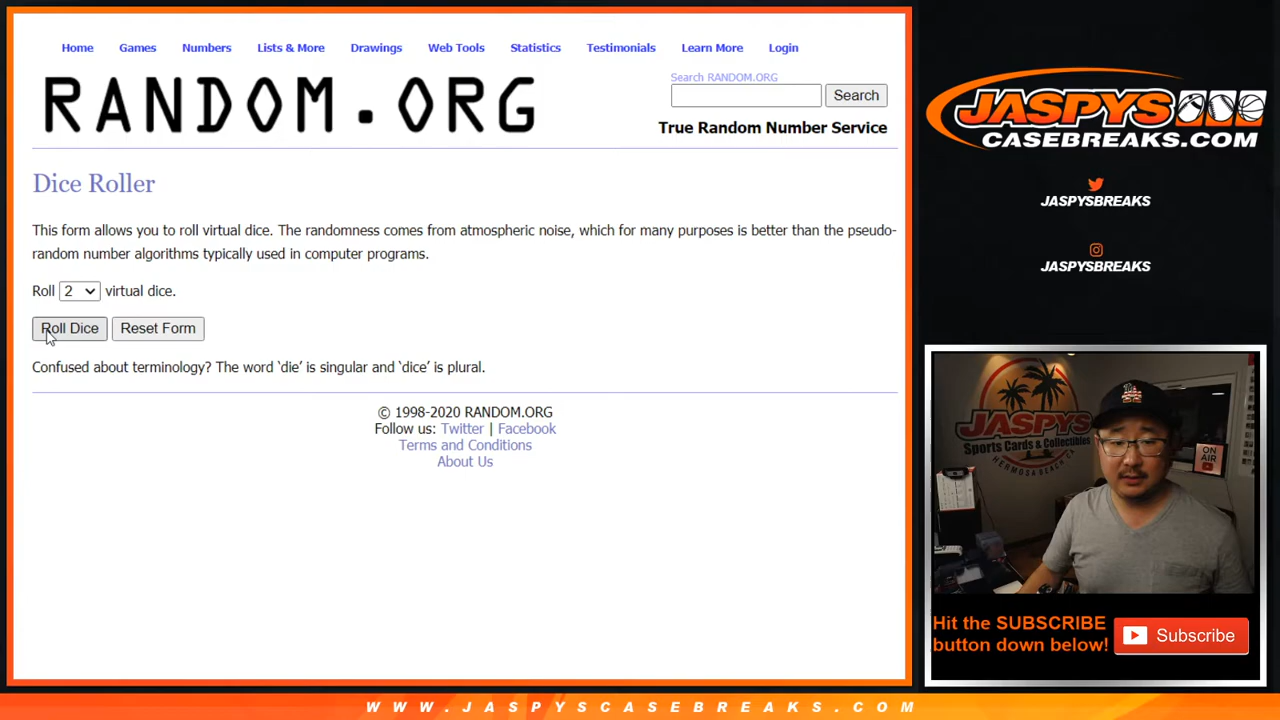 Home Games Numbers Lists & More Drawings Web Tools Statistics Testimonials Learn More Login
RANDOM.ORG
Search RANDOM.ORG
Search
True Random Number Service
Dice Roller
This form allows you to roll virtual dice. The randomness comes from atmospheric noise, which for many purposes is better than the pseudo-
random number algorithms typically used in computer programs.
Roll 2 virtual dice.
Roll Dice Reset Form
Confused about terminology? The word ‘die’ is singular and ‘dice’ is plural.
© 1998-2020 RANDOM.ORG
Follow us: Twitter | Facebook
Terms and Conditions
About Us
JASPYS
CASEBREAKS.COM
JASPYSBREAKS
JASPYSBREAKS
JASPYS
Sports Cards & Collectibles
HERMOSA BEACH, CA
ON
AIR
Hit the SUBSCRIBE
button down below!
Subscribe
WWW.JASPYSCASEBREAKS.COM